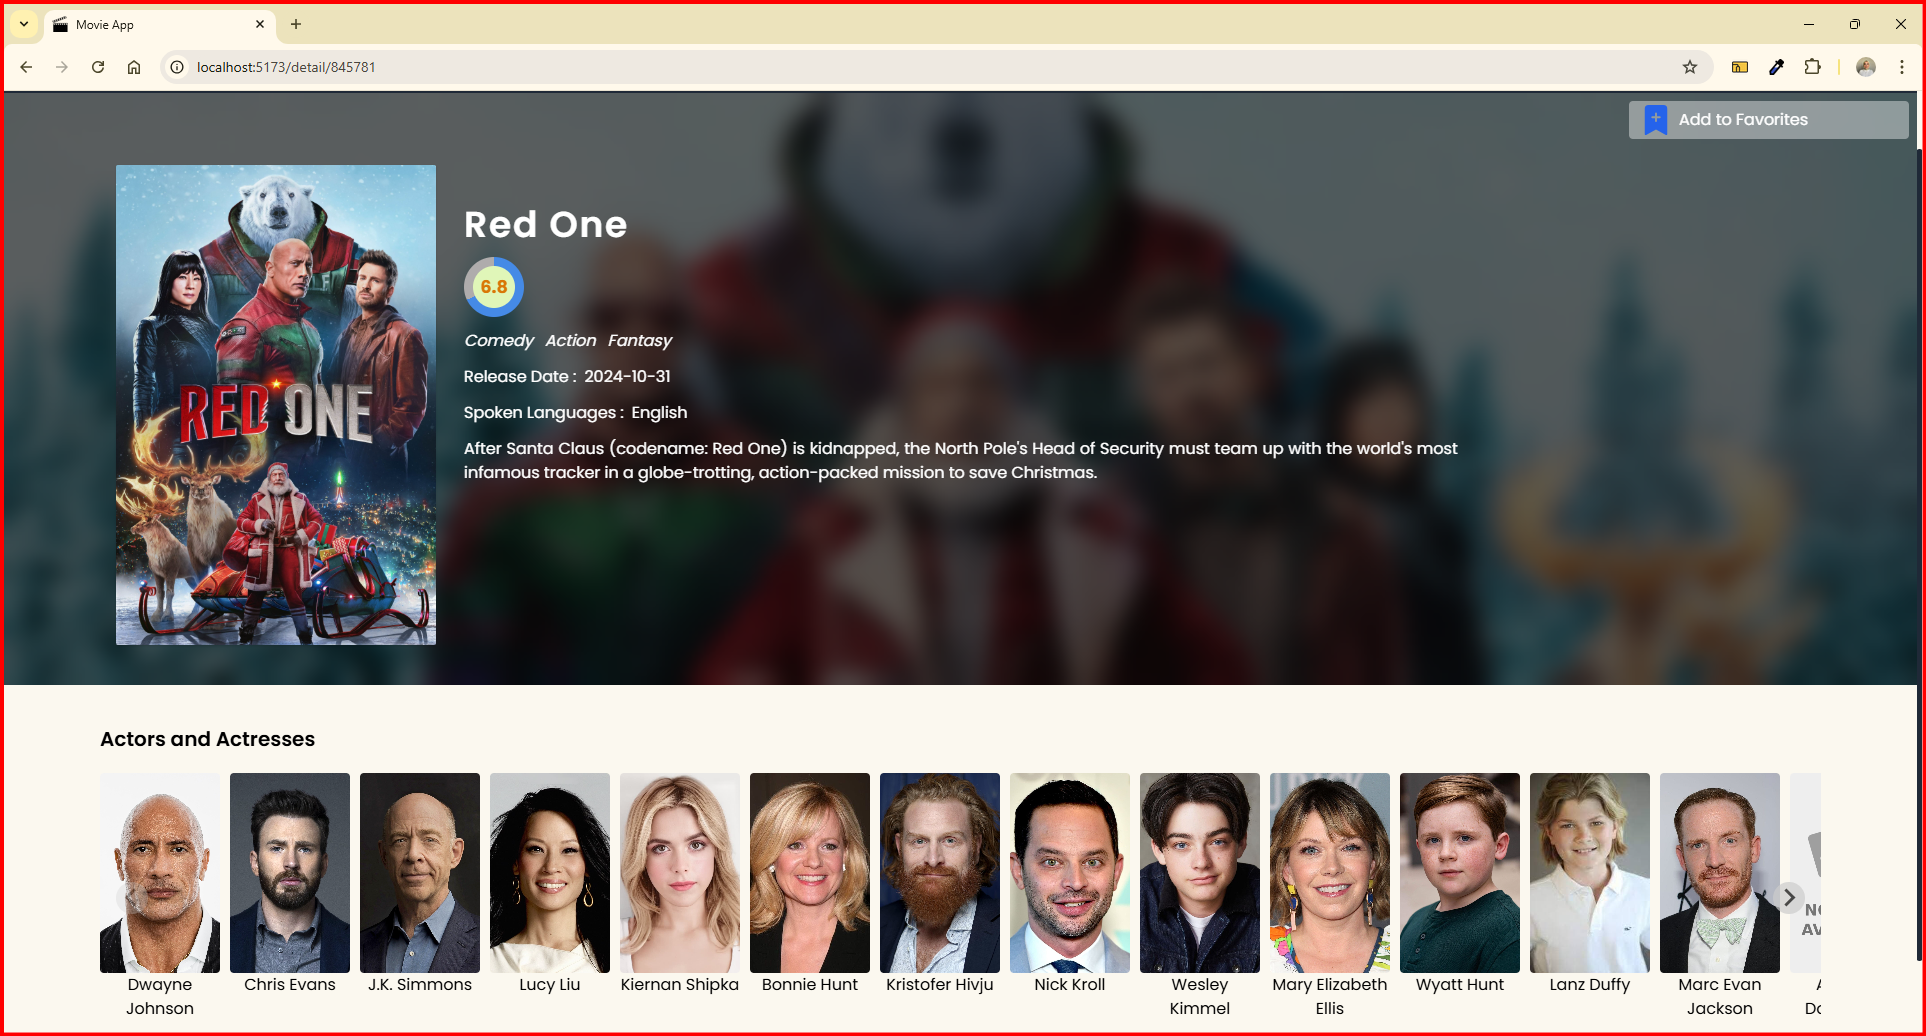 Movie App
localhost:5173/detail/845781
Add to Favorites
RED ONE
Red One
6.8
Comedy Action Fantasy
Release Date : 2024-10-31
Spoken Languages : English
After Santa Claus (codename: Red One) is kidnapped, the North Pole's Head of Security must team up with the world's most
infamous tracker in a globe-trotting, action-packed mission to save Christmas.
Actors and Actresses
Dwayne
Johnson
Chris Evans
J.K. Simmons
Lucy Liu
Kiernan Shipka
Bonnie Hunt
Kristofer Hivju
Nick Kroll
Wesley
Kimmel
Mary Elizabeth
Ellis
Wyatt Hunt
Lanz Duffy
Marc Evan
Jackson